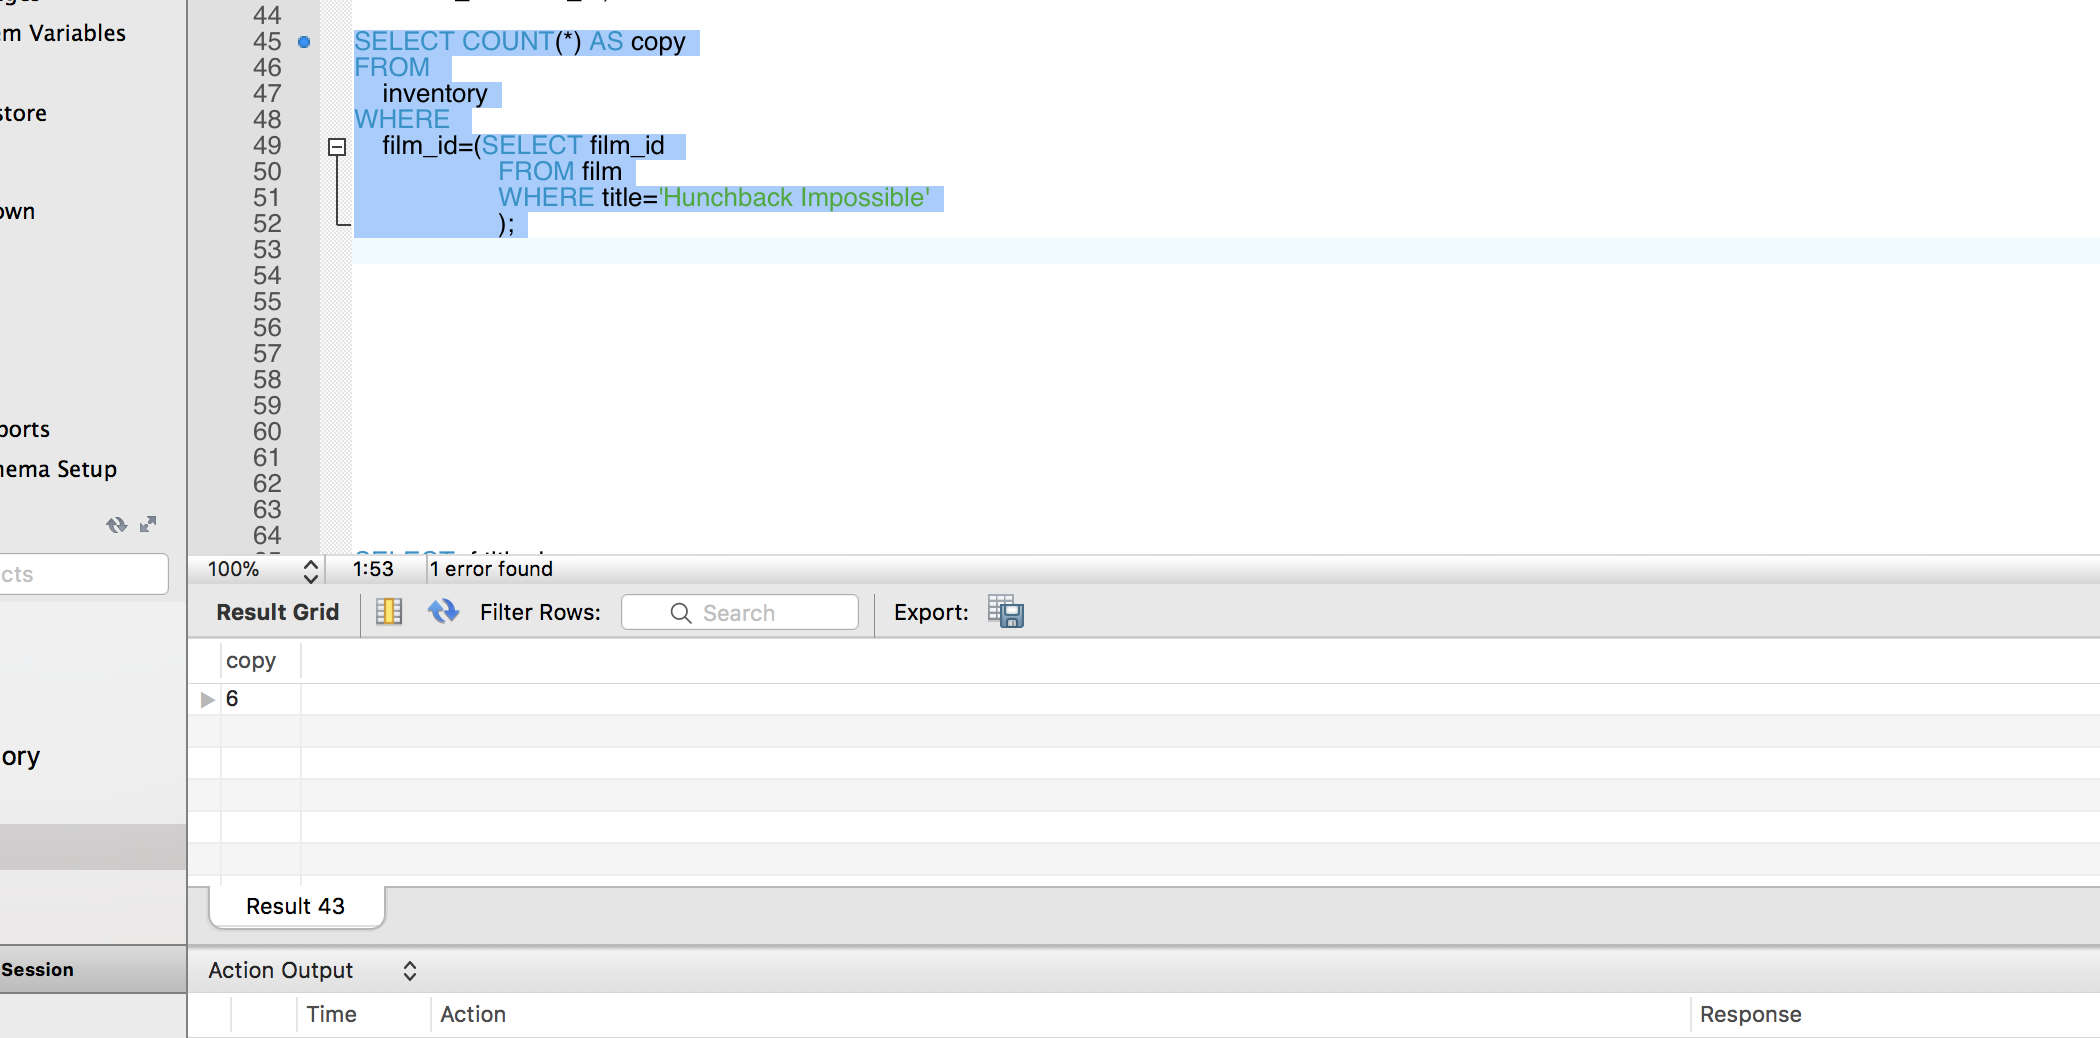 44
m Variables
45 SELECT COUNT(*) AS copy
46 FROM
47 inventory
store
48 WHERE
49 film_id=(SELECT film_id
50 FROM film
51 WHERE title='Hunchback Impossible'
own
52 );
53
54
55
56
57
58
59
60
ports
61
hema Setup
62
63
64
cts
100% 1:53 1 error found
Result Grid Filter Rows: Search Export:
copy
6
ory
Result 43
Session
Action Output
Time Action Response